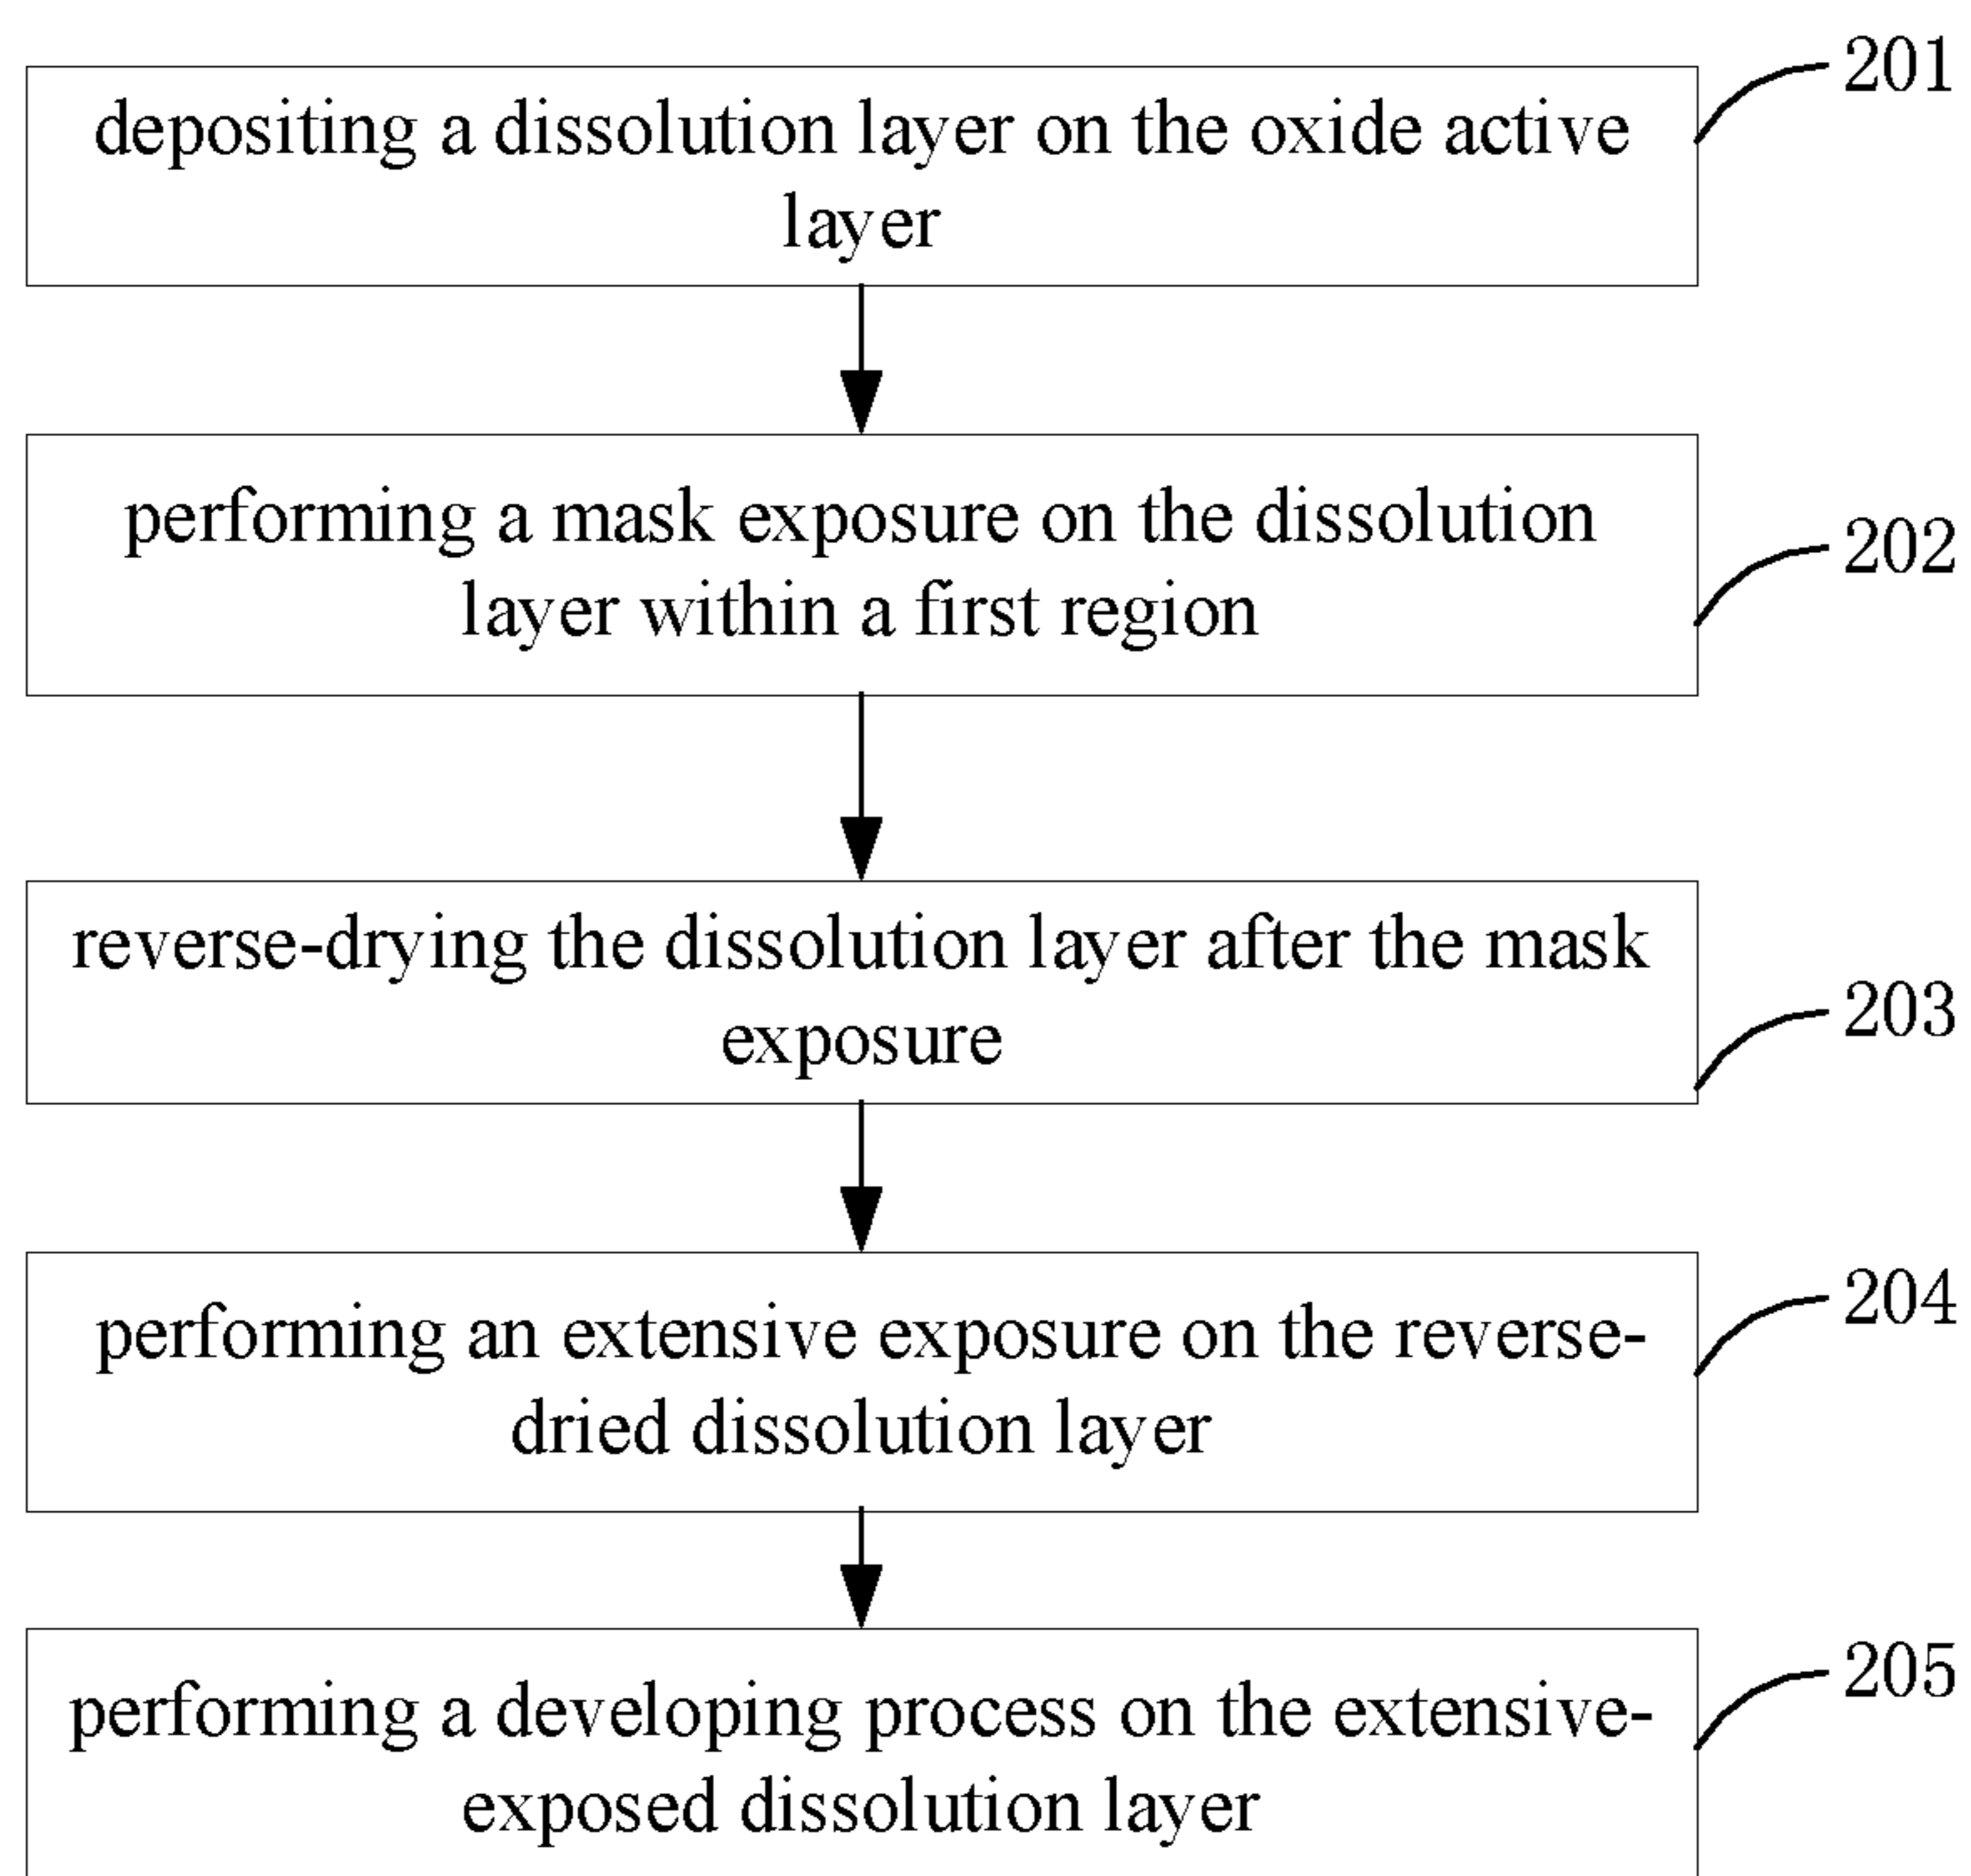 201
depositing a dissolution layer on the oxide active
layer
performing a mask exposure on the dissolution
202
layer within a first region
reverse-drying the dissolution layer after the mask
203
exposure
204
performing an extensive exposure on the reverse-
dried dissolution layer
205
performing a developing process on the extensive-
exposed dissolution layer